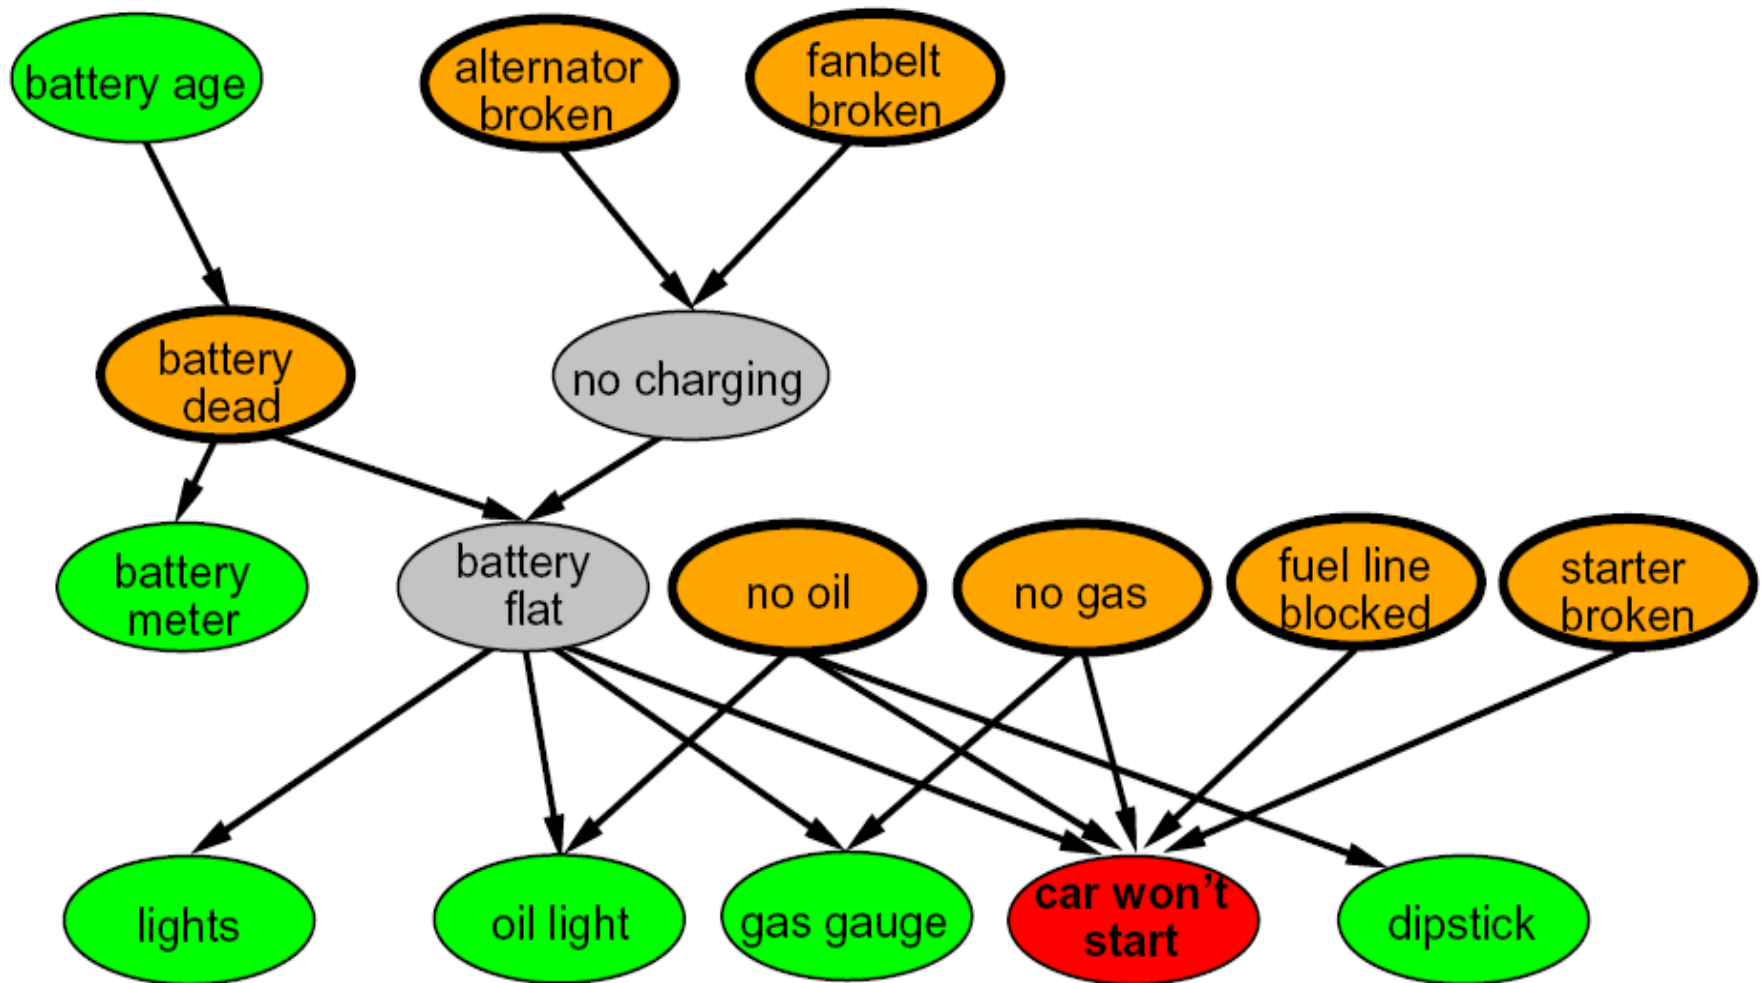 battery age
alternator
broken
fanbelt
broken
battery
dead
no charging
battery
meter
battery
flat
no oil
no gas
fuel line
blocked
starter
broken
lights
oil light
gas gauge
car won't
start
dipstick